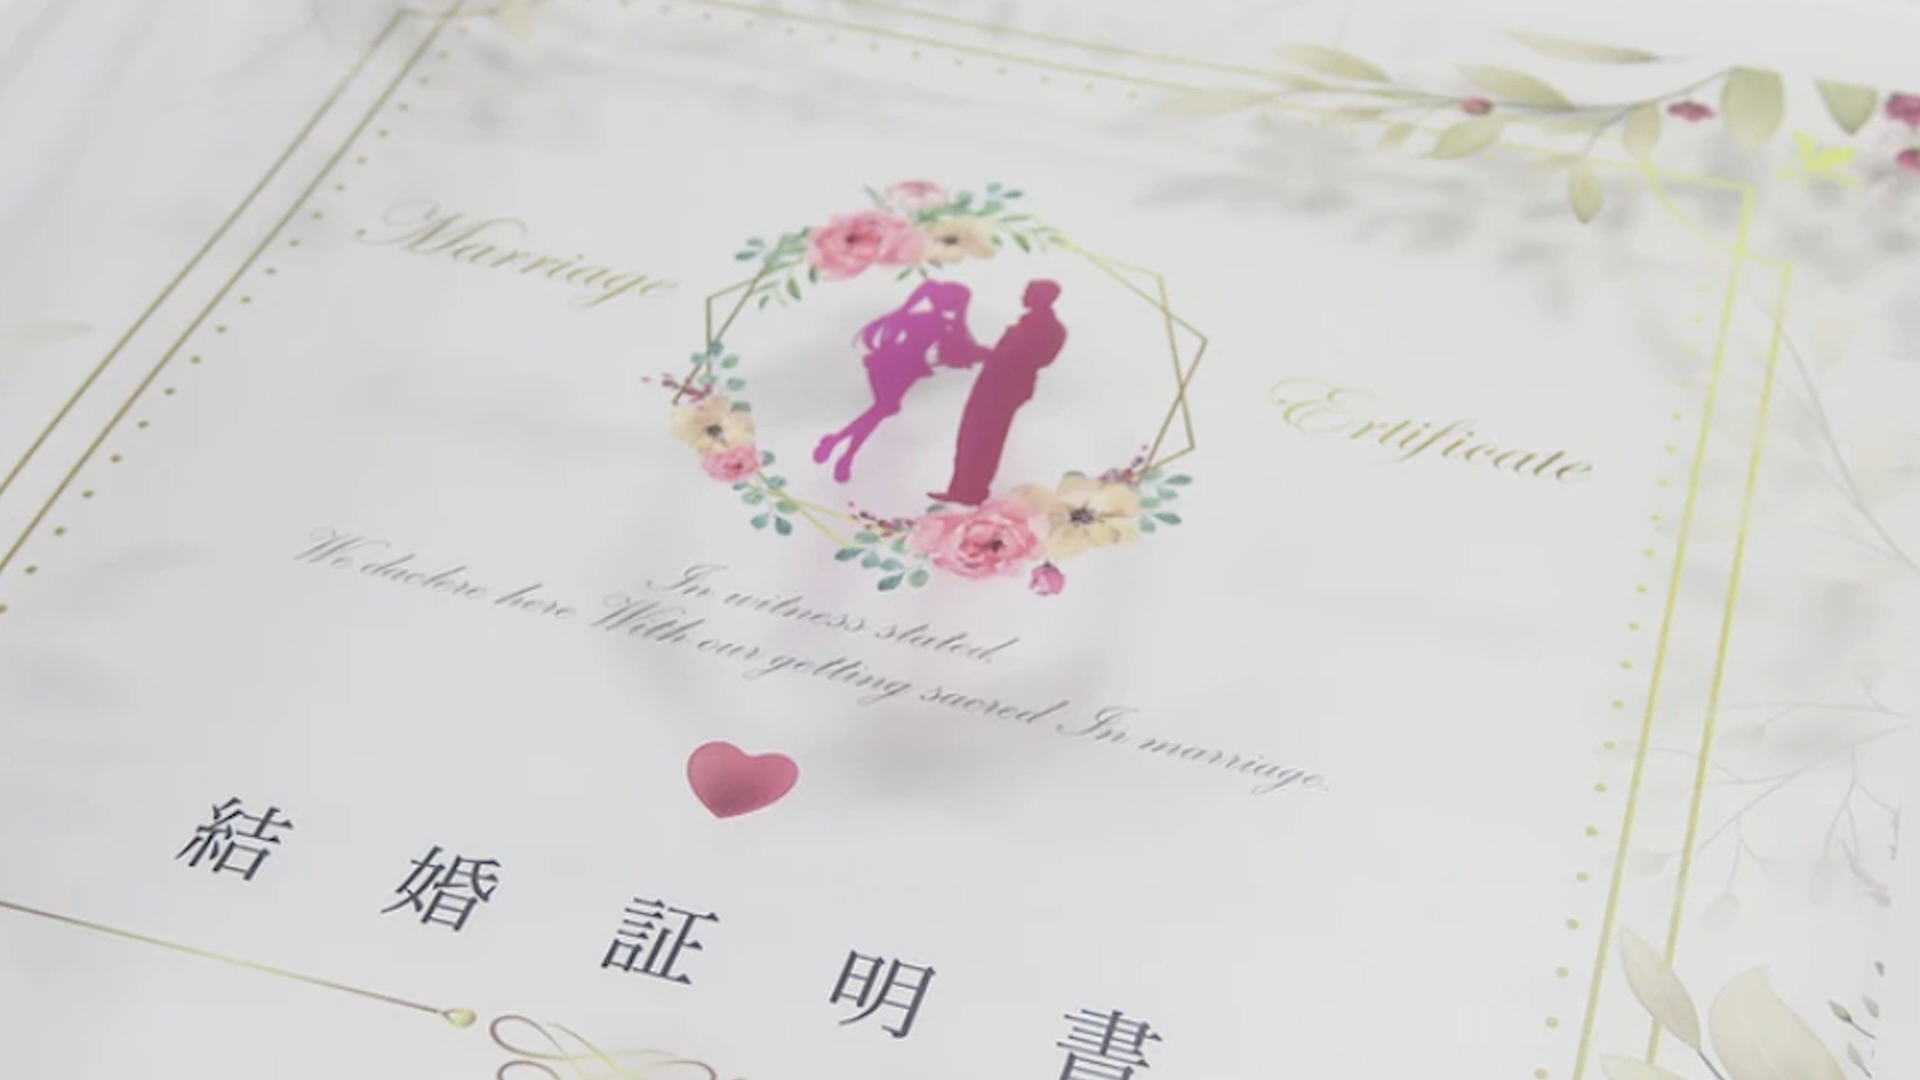 Marriage
Ertificate
In witness stated,
We daclere here With our getting sacred In marriage.
結婚証明書